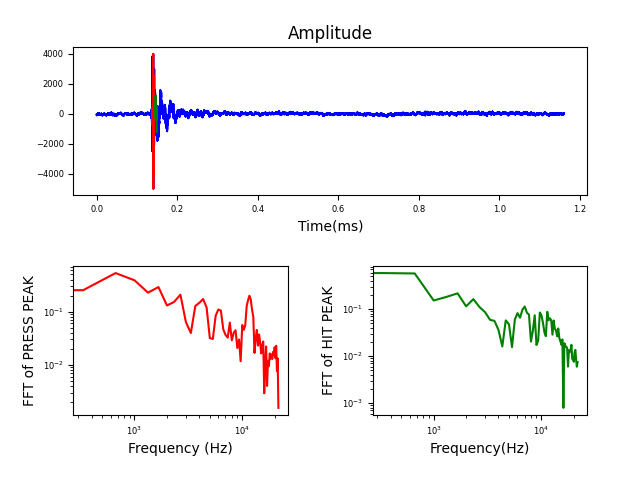 Amplitude
4000
2000
0
−2000
−4000
0.0 0.2 0.4 0.6 0.8 1.0 1.2
Time(ms)
FFT of PRESS PEAK
10⁻¹
10⁻²
10³ 10⁴
Frequency (Hz)
FFT of HIT PEAK
10⁻¹
10⁻²
10⁻³
10³ 10⁴
Frequency(Hz)